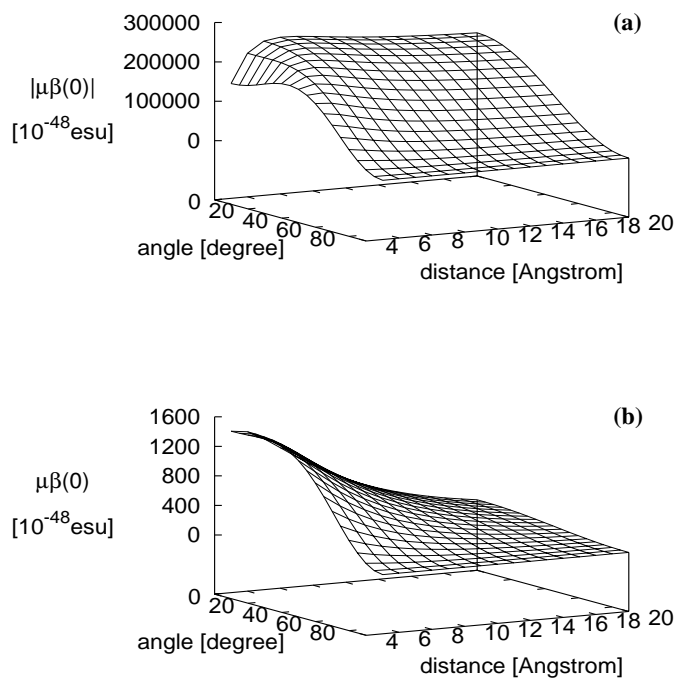 (a)
300000
200000
100000
0
|μβ(0)|
[10⁻⁴⁸esu]
0 20 40 60 80
angle [degree]
4 6 8 10 12 14 16 18 20
distance [Angstrom]
(b)
1600
1200
800
400
0
μβ(0)
[10⁻⁴⁸esu]
0 20 40 60 80
angle [degree]
4 6 8 10 12 14 16 18 20
distance [Angstrom]